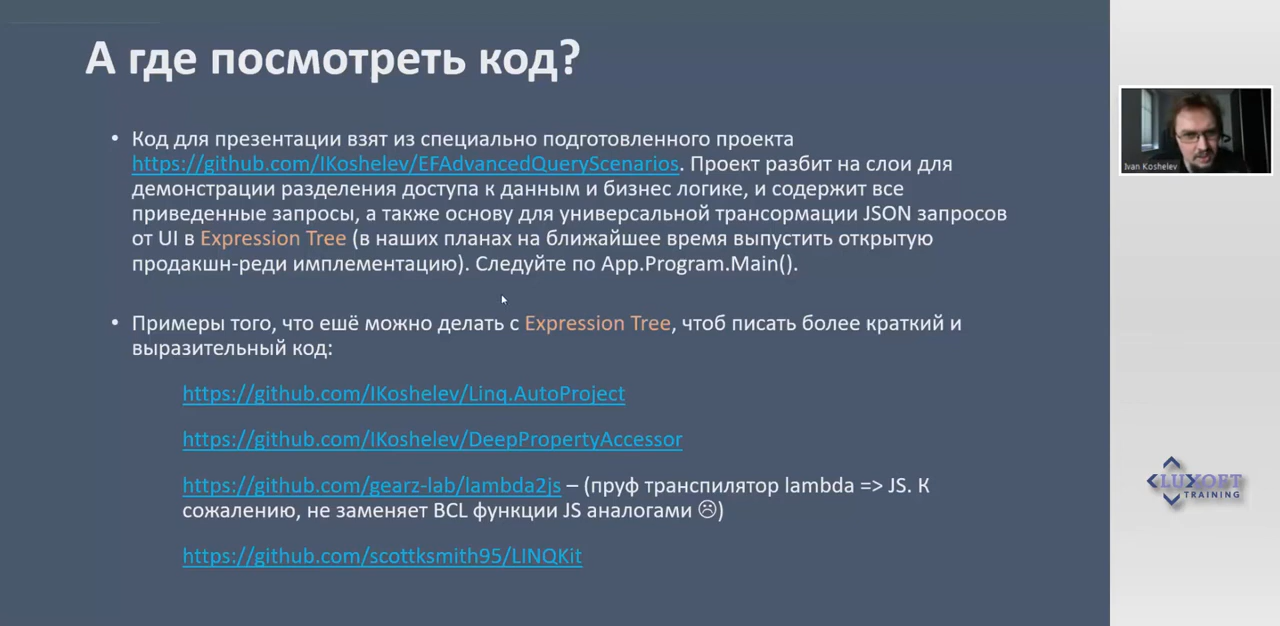 А где посмотреть код?
• Код для презентации взят из специально подготовленного проекта
https://github.com/IKoshelev/EFAdvancedQueryScenarios. Проект разбит на слои для
демонстрации разделения доступа к данным и бизнес логике, и содержит все
приведенные запросы, а также основу для универсальной трансормации JSON запросов
от UI в Expression Tree (в наших планах на ближайшее время выпустить открытую
продакшн-реди имплементацию). Следуйте по App.Program.Main().
• Примеры того, что ешё можно делать с Expression Tree, чтоб писать более краткий и
выразительный код:
https://github.com/IKoshelev/Linq.AutoProject
https://github.com/IKoshelev/DeepPropertyAccessor
https://github.com/gearz-lab/lambda2js – (пруф транспилятор lambda => JS. К
сожалению, не заменяет BCL функции JS аналогами ☹)
https://github.com/scottksmith95/LINQKit
Ivan Koshelev
LUXOFT
TRAINING